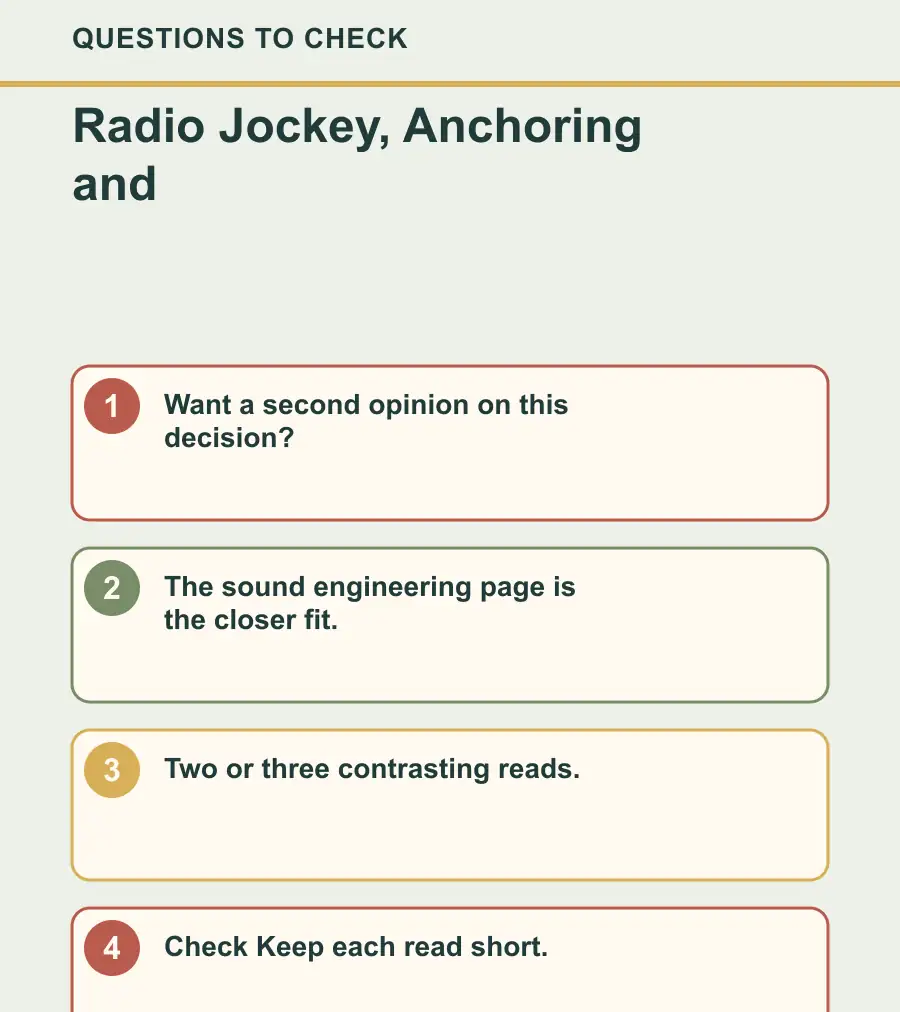 QUESTIONS TO CHECK
Radio Jockey, Anchoring
and
1
Want a second opinion on this
decision?
2
The sound engineering page is
the closer fit.
3
Two or three contrasting reads.
4
Check Keep each read short.